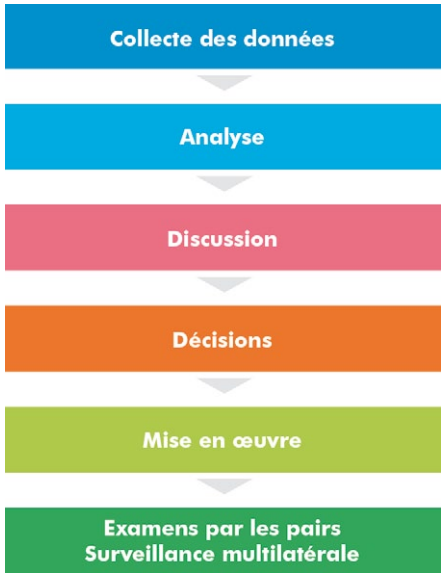 Collecte des données
Analyse
Discussion
Décisions
Mise en œuvre
Examens par les pairs
Surveillance multilatérale